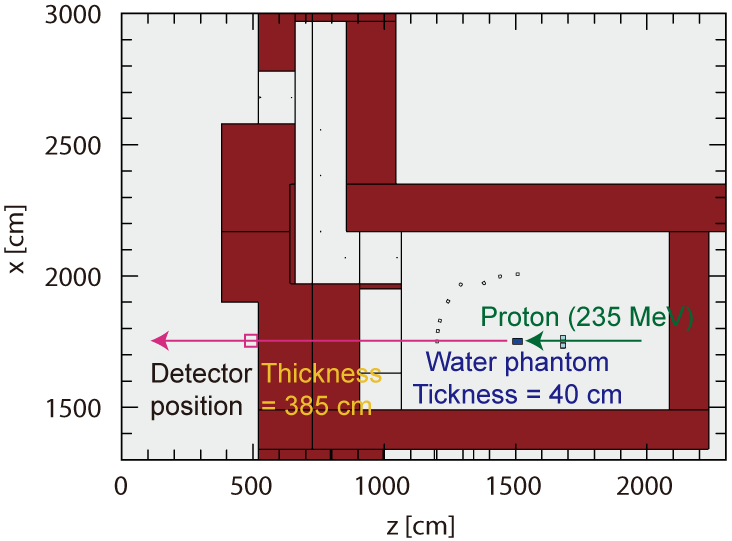 3000
2500
2000
1500
x [cm]
Proton (235 MeV)
Water phantom
Tickness = 40 cm
Detector
position
Thickness
= 385 cm
0
500
1000
1500
2000
z [cm]